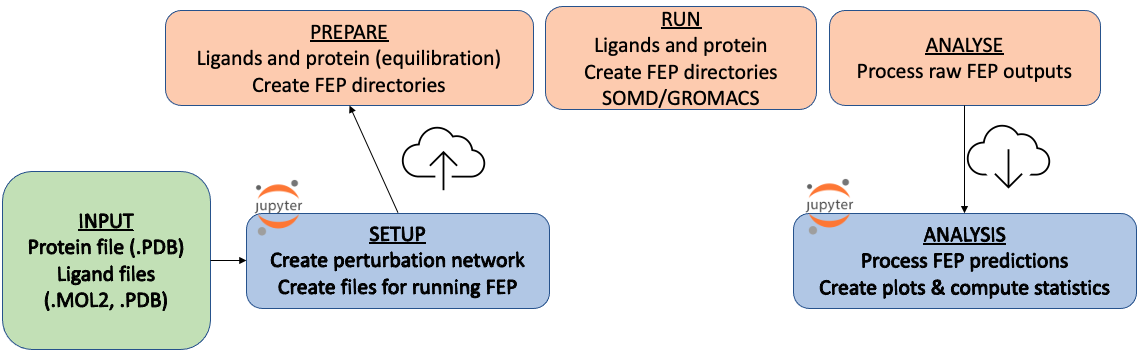 PREPARE
Ligands and protein (equilibration)
Create FEP directories
RUN
Ligands and protein
Create FEP directories
SOMD/GROMACS
ANALYSE
Process raw FEP outputs
INPUT
Protein file (.PDB)
Ligand files
(.MOL2, .PDB)
jupyter
SETUP
Create perturbation network
Create files for running FEP
jupyter
ANALYSIS
Process FEP predictions
Create plots & compute statistics